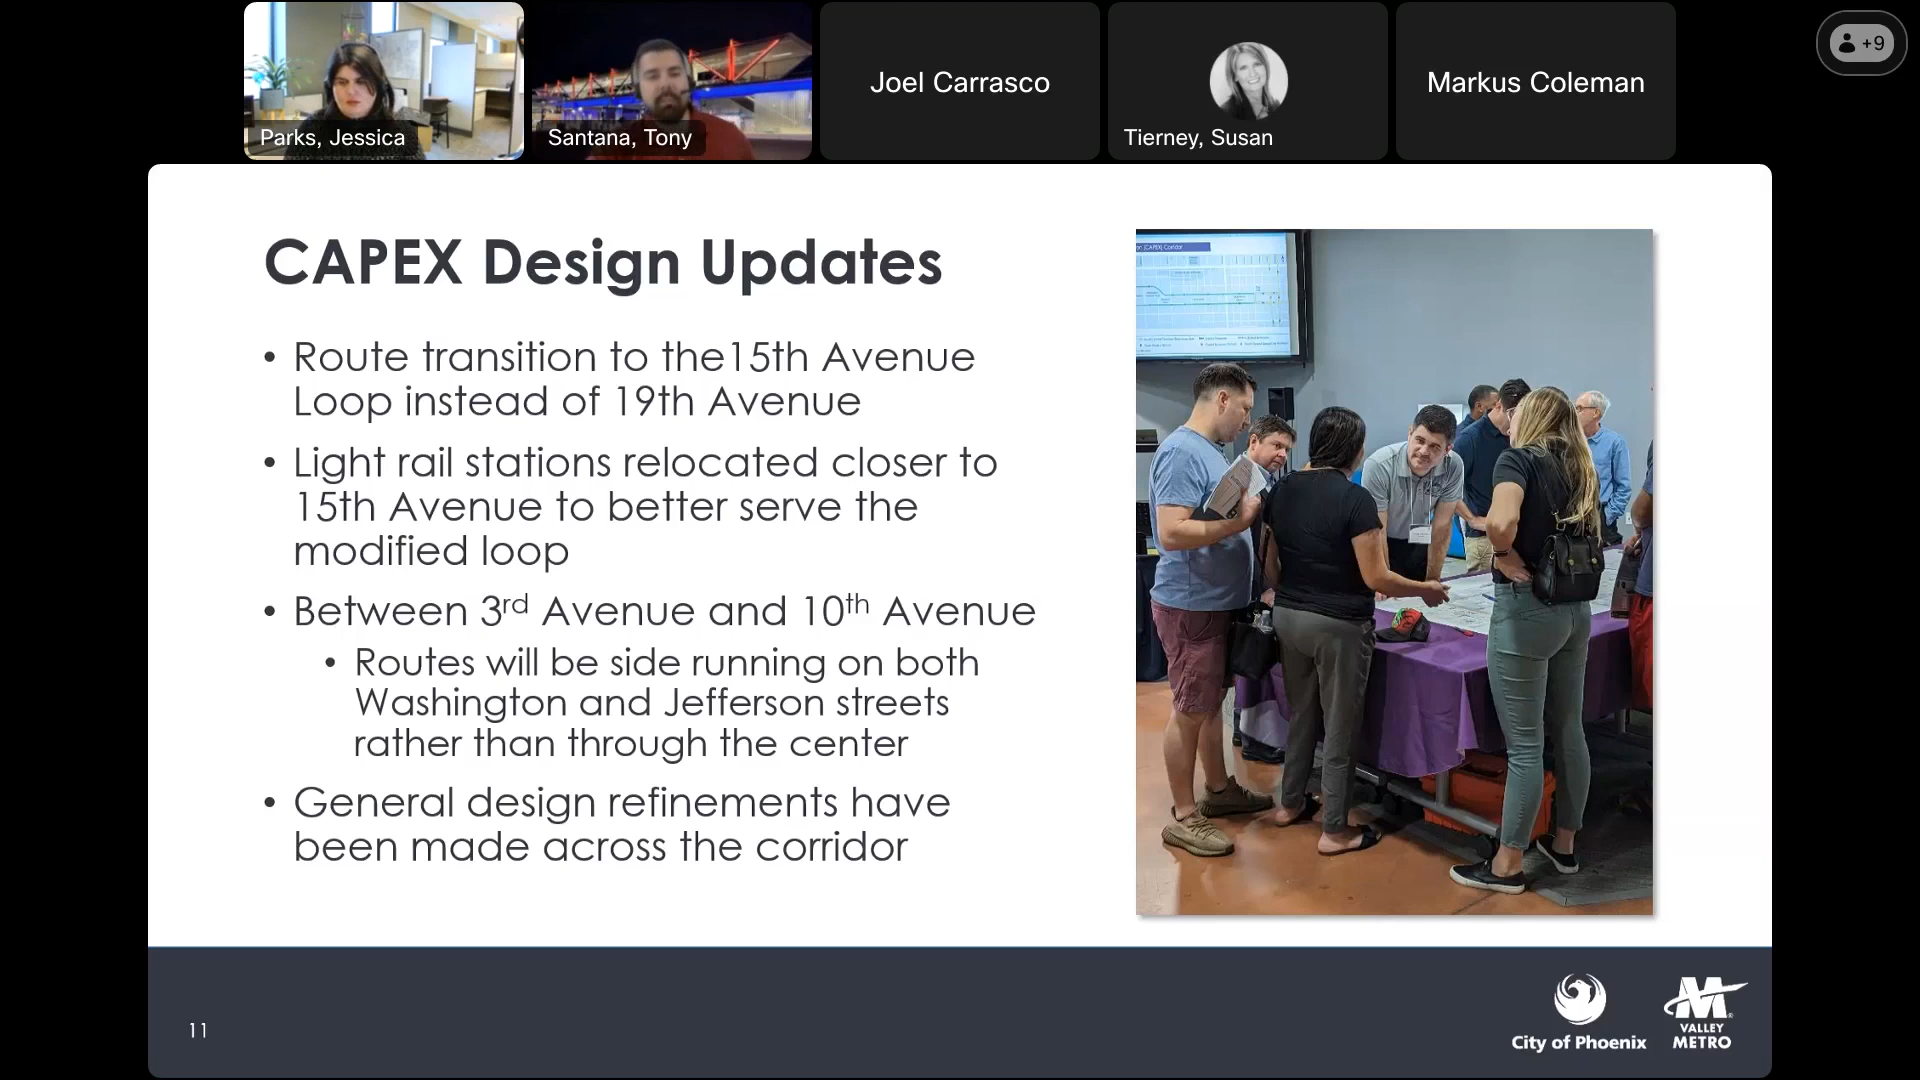 Parks, Jessica
Santana, Tony
Joel Carrasco
Tierney, Susan
Markus Coleman
+9
CAPEX Design Updates
• Route transition to the15th Avenue
Loop instead of 19th Avenue
• Light rail stations relocated closer to
15th Avenue to better serve the
modified loop
• Between 3rd Avenue and 10th Avenue
• Routes will be side running on both
Washington and Jefferson streets
rather than through the center
• General design refinements have
been made across the corridor
(CAPEX) Corridor
11
City of Phoenix
VALLEY
METRO